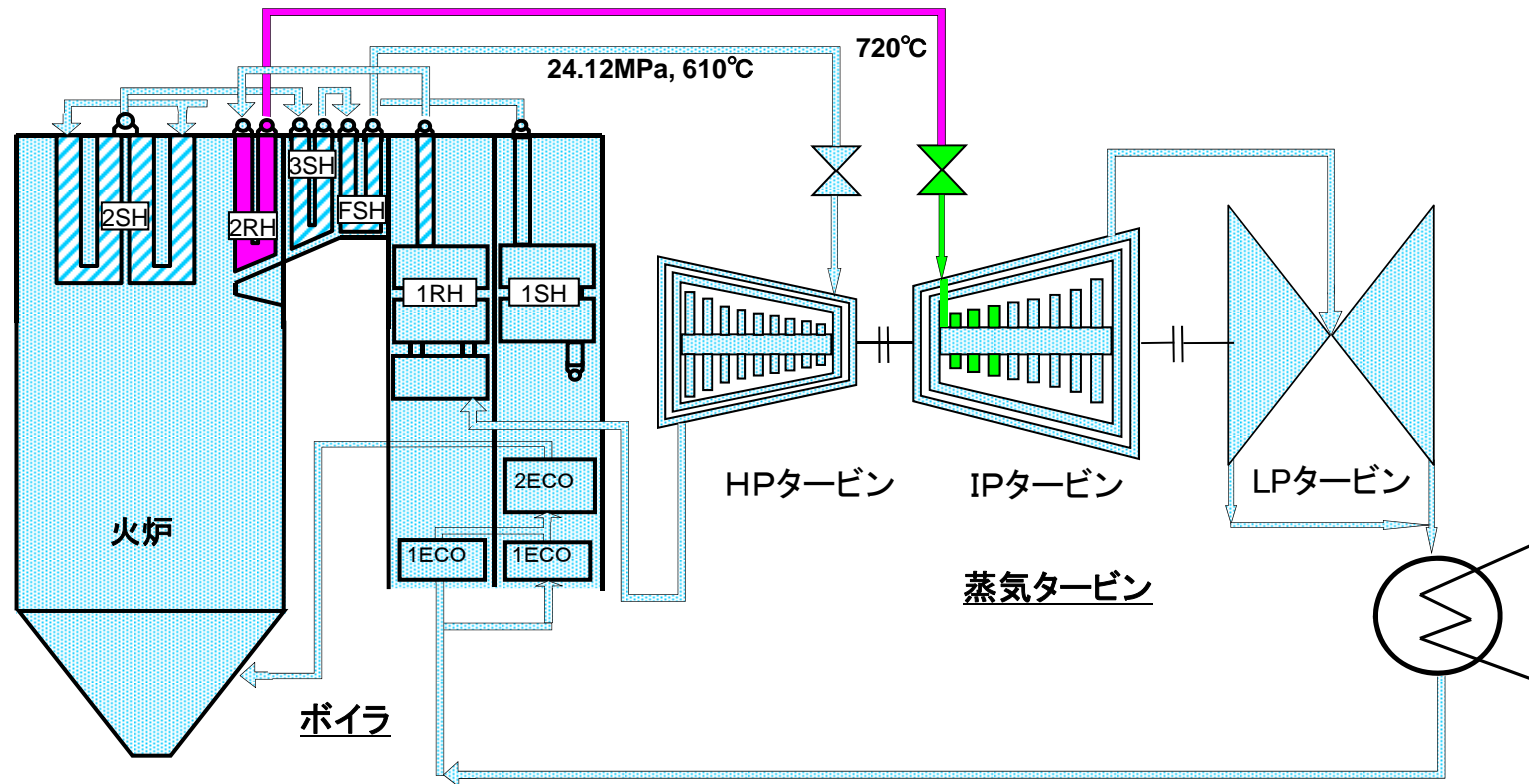 720℃
24.12MPa, 610℃
3SH
FSH
2SH
2RH
1RH
1SH
HPタービン
IPタービン
LPタービン
2ECO
火炉
1ECO
1ECO
蒸気タービン
ボイラ